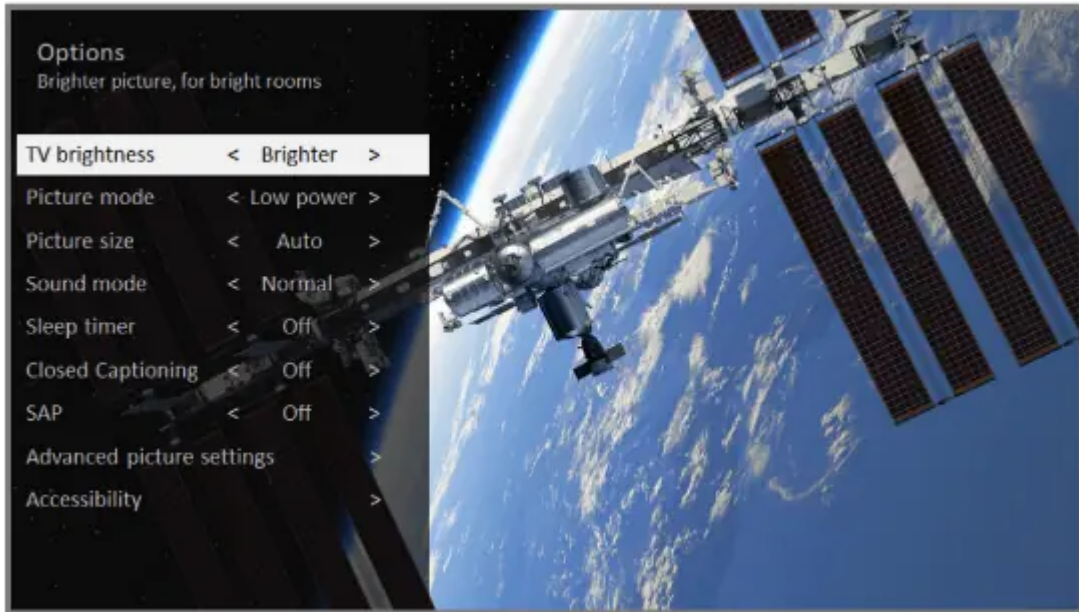 Options
Brighter picture, for bright rooms
TV brightness < Brighter >
Picture mode < Low power >
Picture size < Auto >
Sound mode < Normal >
Sleep timer < Off >
Closed Captioning < Off >
SAP < Off >
Advanced picture settings >
Accessibility >